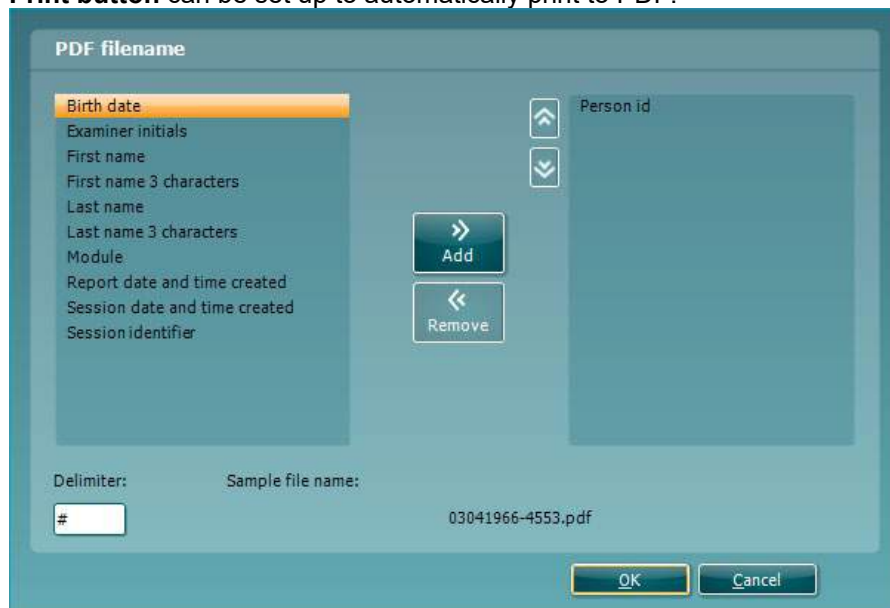 Print button can be set up to automatically print to PDF.
PDF filename
Birth date
Examiner initials
First name
First name 3 characters
Last name
Last name 3 characters
Module
Report date and time created
Session date and time created
Session identifier
Add
Remove
Person id
Delimiter:
Sample file name:
#
03041966-4553.pdf
OK
Cancel